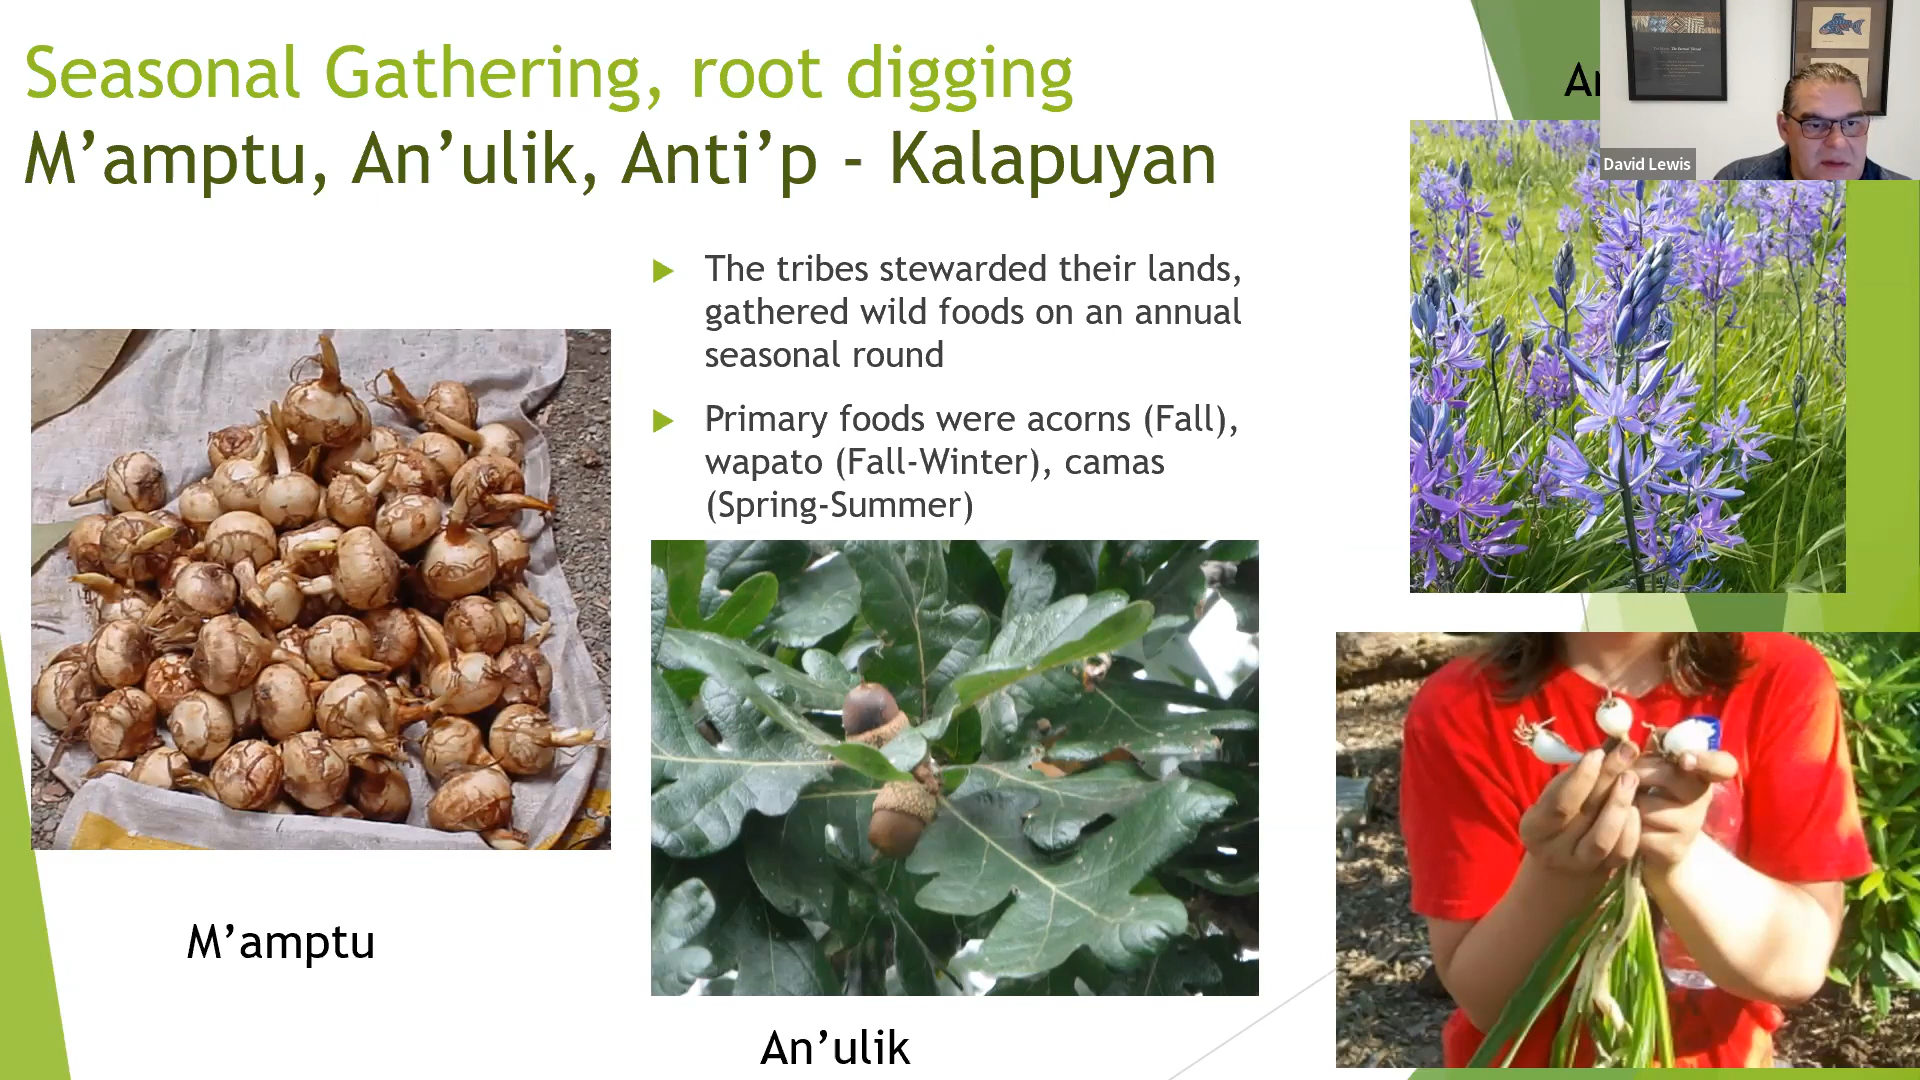 Seasonal Gathering, root digging
M’amptu, An’ulik, Anti’p - Kalapuyan
The tribes stewarded their lands,
gathered wild foods on an annual
seasonal round
Primary foods were acorns (Fall),
wapato (Fall-Winter), camas
(Spring-Summer)
David Lewis
M’amptu
An’ulik